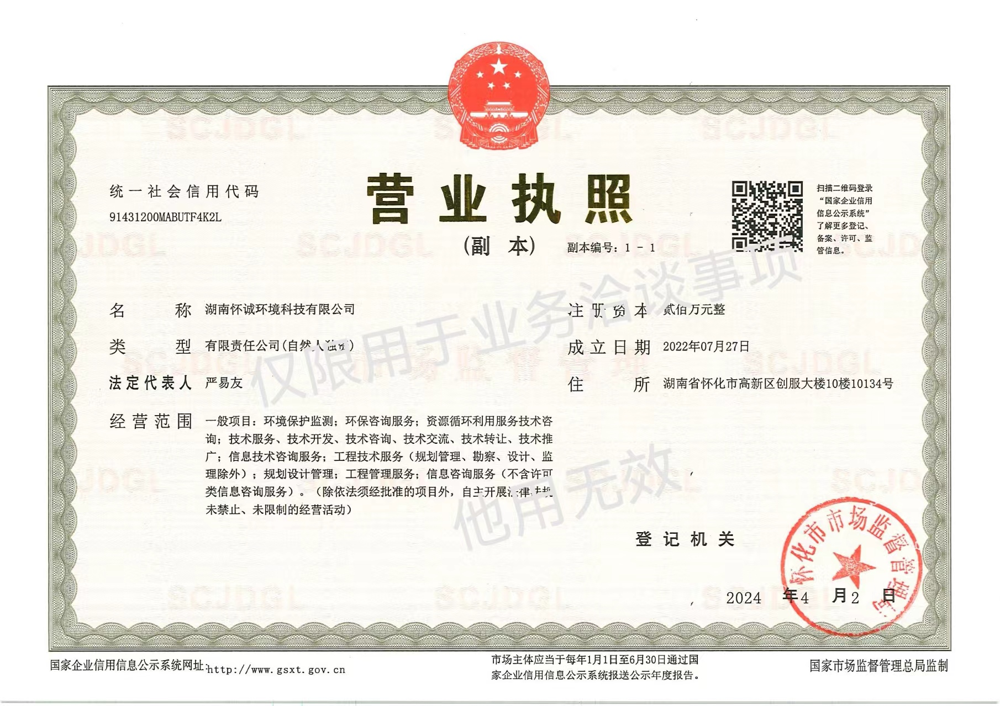 营业执照
(副 本) 副本编号：1 - 1
统一社会信用代码
91431200MABUTF4K2L
扫描二维码登录
“国家企业信用
信息公示系统”
了解更多登记、
备案、许可、监
管信息。
名 称 湖南怀诚环境科技有限公司
类 型 有限责任公司(自然人独资)
法定代表人 严易友
经营范围 一般项目：环境保护监测；环保咨询服务；资源循环利用服务技术咨
询；技术服务、技术开发、技术咨询、技术交流、技术转让、技术推
广；信息技术咨询服务；工程技术服务（规划管理、勘察、设计、监
理除外）；规划设计管理；工程管理服务；信息咨询服务（不含许可
类信息咨询服务）。（除依法须经批准的项目外，自主开展法律法规
未禁止、未限制的经营活动）
注册资本 贰佰万元整
成立日期 2022年07月27日
住 所 湖南省怀化市高新区创服大楼10楼10134号
仅限用于业务洽谈事项
他用无效
登记机关
怀化市市场监督管理局
2024 年4 月2 日
国家企业信用信息公示系统网址:http://www.gsxt.gov.cn
市场主体应当于每年1月1日至6月30日通过国
家企业信用信息公示系统报送公示年度报告。
国家市场监督管理总局监制
SCJDGL